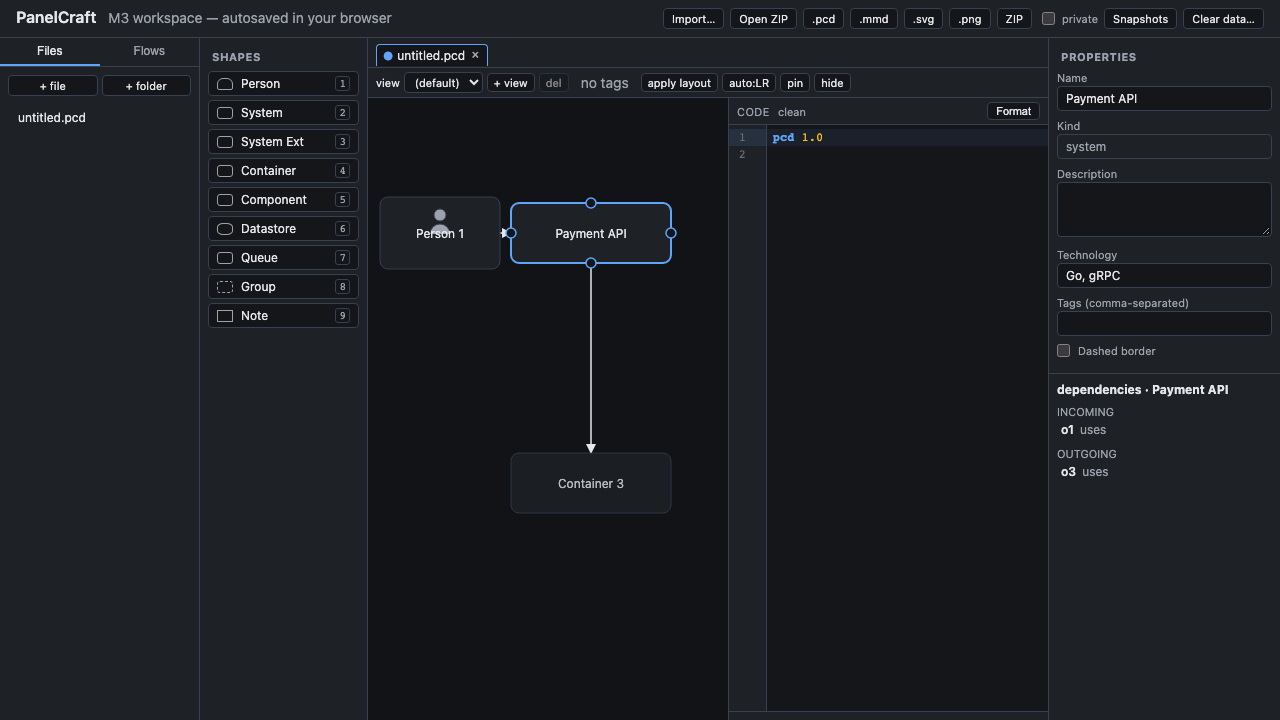 PanelCraft M3 workspace — autosaved in your browser Import... Open ZIP .pcd .mmd .svg .png ZIP private Snapshots Clear data...
Files Flows
+ file + folder
untitled.pcd
SHAPES
Person 1
System 2
System Ext 3
Container 4
Component 5
Datastore 6
Queue 7
Group 8
Note 9
untitled.pcd ×
view (default) + view del no tags apply layout auto:LR pin hide
Person 1
Payment API
Container 3
CODE clean Format
1 pcd 1.0
2
PROPERTIES
Name
Payment API
Kind
system
Description
Technology
Go, gRPC
Tags (comma-separated)
Dashed border
dependencies · Payment API
INCOMING
o1 uses
OUTGOING
o3 uses